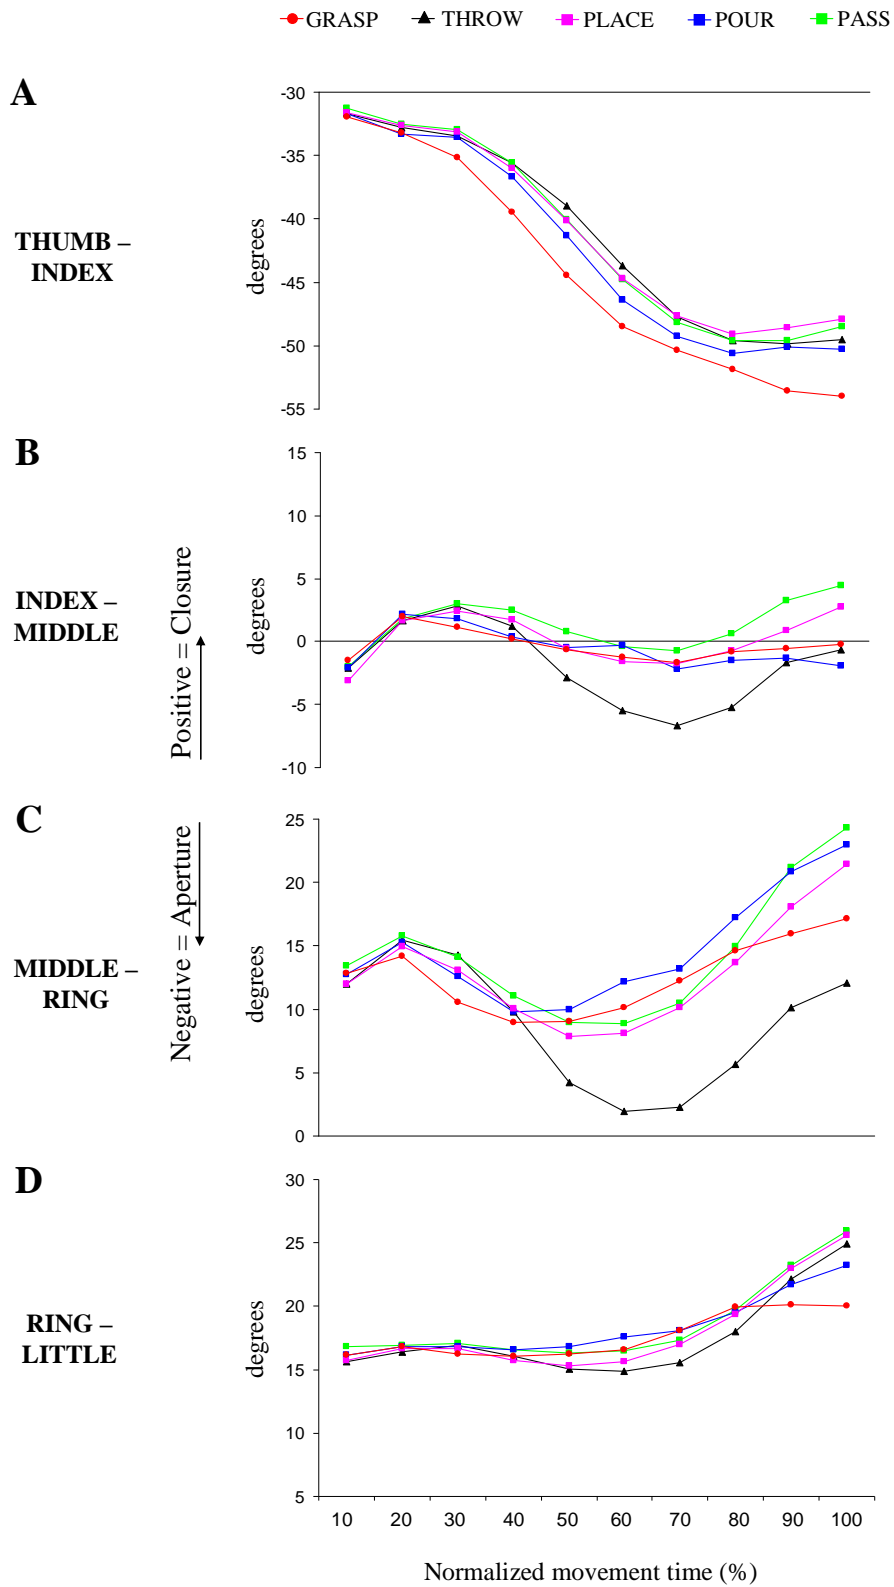 GRASP THROW PLACE POUR PASS
A
THUMB –
INDEX
degrees
-30
-35
-40
-45
-50
-55
B
INDEX –
MIDDLE
Positive = Closure
degrees
15
10
5
0
-5
-10
C
MIDDLE –
RING
Negative = Aperture
degrees
25
20
15
10
5
0
D
RING –
LITTLE
degrees
30
25
20
15
10
5
10 20 30 40 50 60 70 80 90 100
Normalized movement time (%)